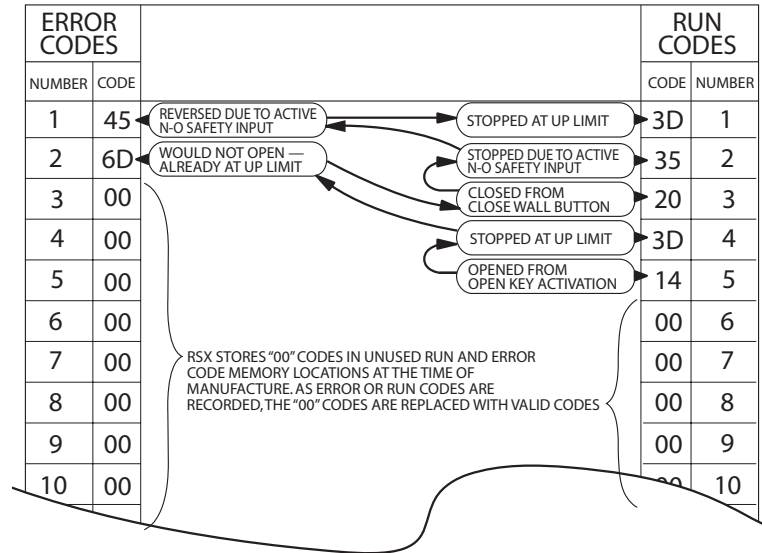 ERROR
CODES
RUN
CODES
NUMBER CODE
CODE NUMBER
1 45
REVERSED DUE TO ACTIVE
N-O SAFETY INPUT
STOPPED AT UP LIMIT
3D 1
2 6D
WOULD NOT OPEN —
ALREADY AT UP LIMIT
STOPPED DUE TO ACTIVE
N-O SAFETY INPUT
35 2
3 00
CLOSED FROM
CLOSE WALL BUTTON
20 3
4 00
STOPPED AT UP LIMIT
3D 4
5 00
OPENED FROM
OPEN KEY ACTIVATION
14 5
6 00
00 6
7 00
RSX STORES “00” CODES IN UNUSED RUN AND ERROR
CODE MEMORY LOCATIONS AT THE TIME OF
MANUFACTURE. AS ERROR OR RUN CODES ARE
RECORDED, THE “00” CODES ARE REPLACED WITH VALID CODES
00 7
8 00
00 8
9 00
00 9
10 00
00 10